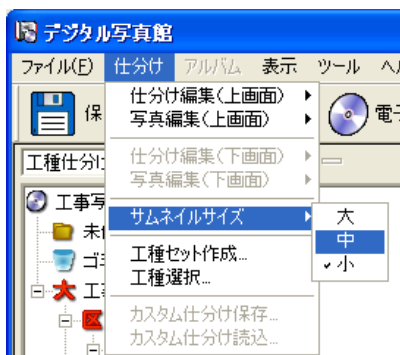 デジタル写真館
ファイル(F) 仕分け アルバム 表示 ツール
仕分け編集(上画面)
写真編集(上画面)
仕分け編集(下画面)
写真編集(下画面)
サムネイルサイズ
大
中
小
工種セット作成...
工種選択...
カスタム仕分け保存...
カスタム仕分け読込...
保
電子
工種仕分け
工事写
未
ゴミ
工